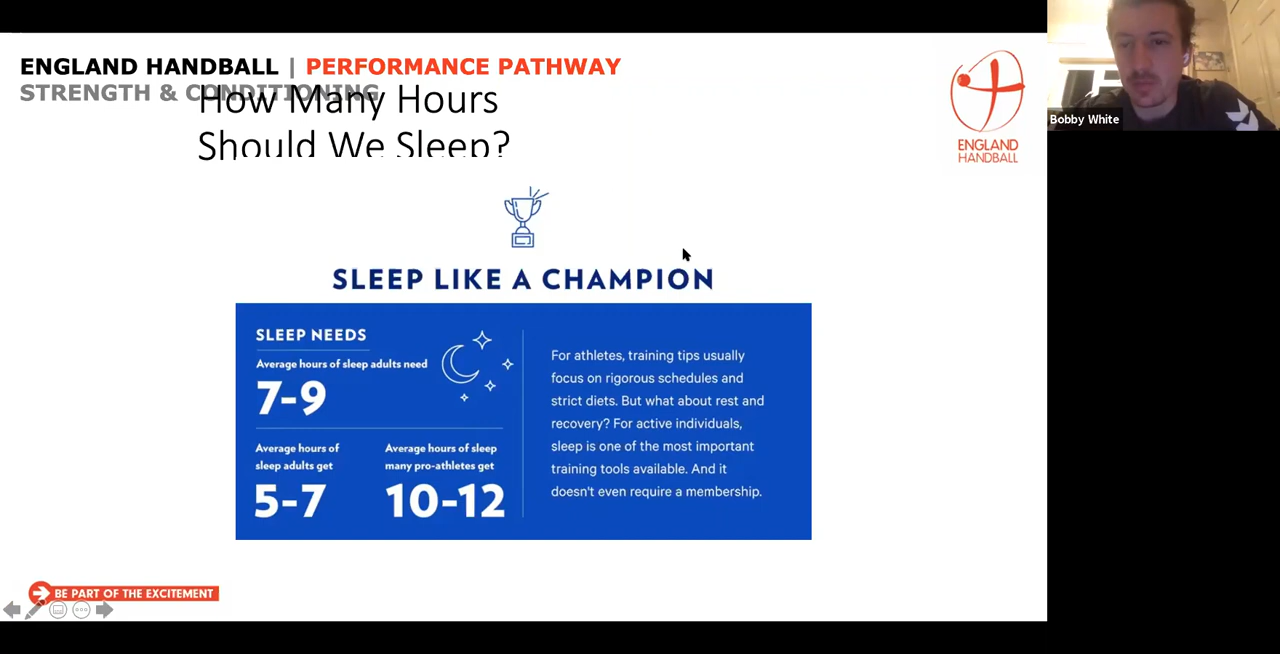 ENGLAND HANDBALL | PERFORMANCE PATHWAY
STRENGTH & CONDITIONING
How Many Hours
Should We Sleep?
ENGLAND
HANDBALL
Bobby White
SLEEP LIKE A CHAMPION
SLEEP NEEDS
Average hours of sleep adults need
7-9
Average hours of
sleep adults get
5-7
Average hours of sleep
many pro-athletes get
10-12
For athletes, training tips usually
focus on rigorous schedules and
strict diets. But what about rest and
recovery? For active individuals,
sleep is one of the most important
training tools available. And it
doesn't even require a membership.
BE PART OF THE EXCITEMENT